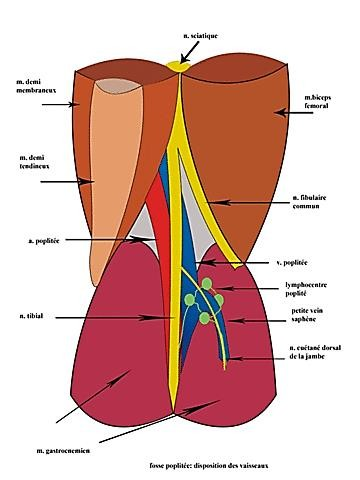 n. sciatique
m. demi
membraneux
m.biceps
femoral
m. demi
tendineux
n. fibulaire
commun
a. poplitée
v. poplitée
lymphocentre
poplité
petite vein
saphène
n. tibial
n. cuétané dorsal
de la jambe
m. gastrocnemien
fosse poplitée: disposition des vaisseaux